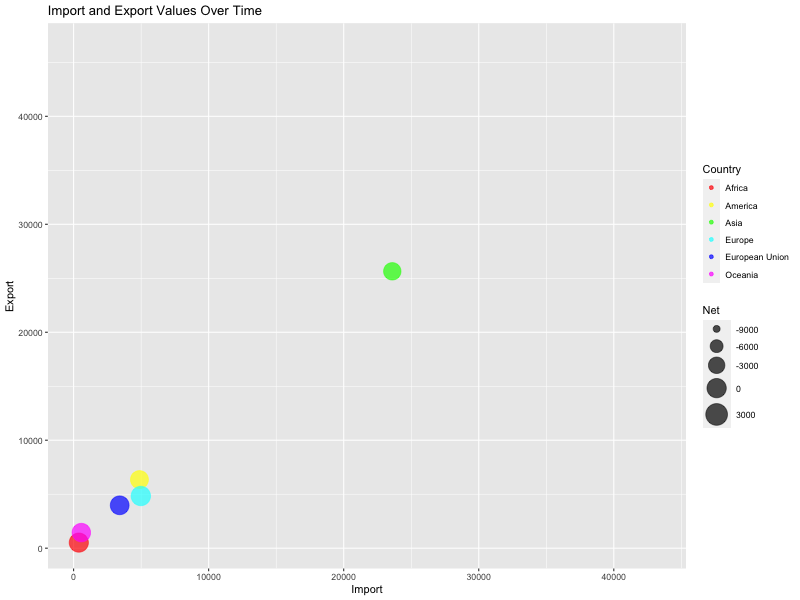 Import and Export Values Over Time
Export
40000
30000
20000
10000
0
0 10000 20000 30000 40000
Import
Country
Africa
America
Asia
Europe
European Union
Oceania
Net
-9000
-6000
-3000
0
3000